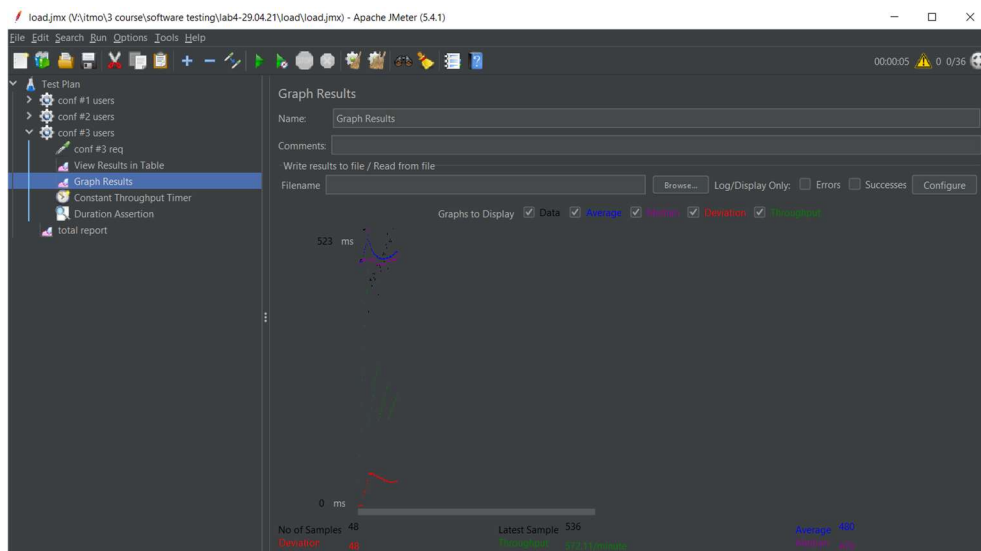 load.jmx (V:\itmo\3 course\software testing\lab4-29.04.21\load\load.jmx) - Apache JMeter (5.4.1)
File Edit Search Run Options Tools Help
00:00:05 0 0/36
Test Plan
conf #1 users
conf #2 users
conf #3 users
conf #3 req
View Results in Table
Graph Results
Constant Throughput Timer
Duration Assertion
total report
Graph Results
Name: Graph Results
Comments:
Write results to file / Read from file
Filename Browse... Log/Display Only: Errors Successes Configure
Graphs to Display Data Average Median Deviation Throughput
523 ms
0 ms
No of Samples 48 Latest Sample 536 Average 480
Deviation 48 Throughput